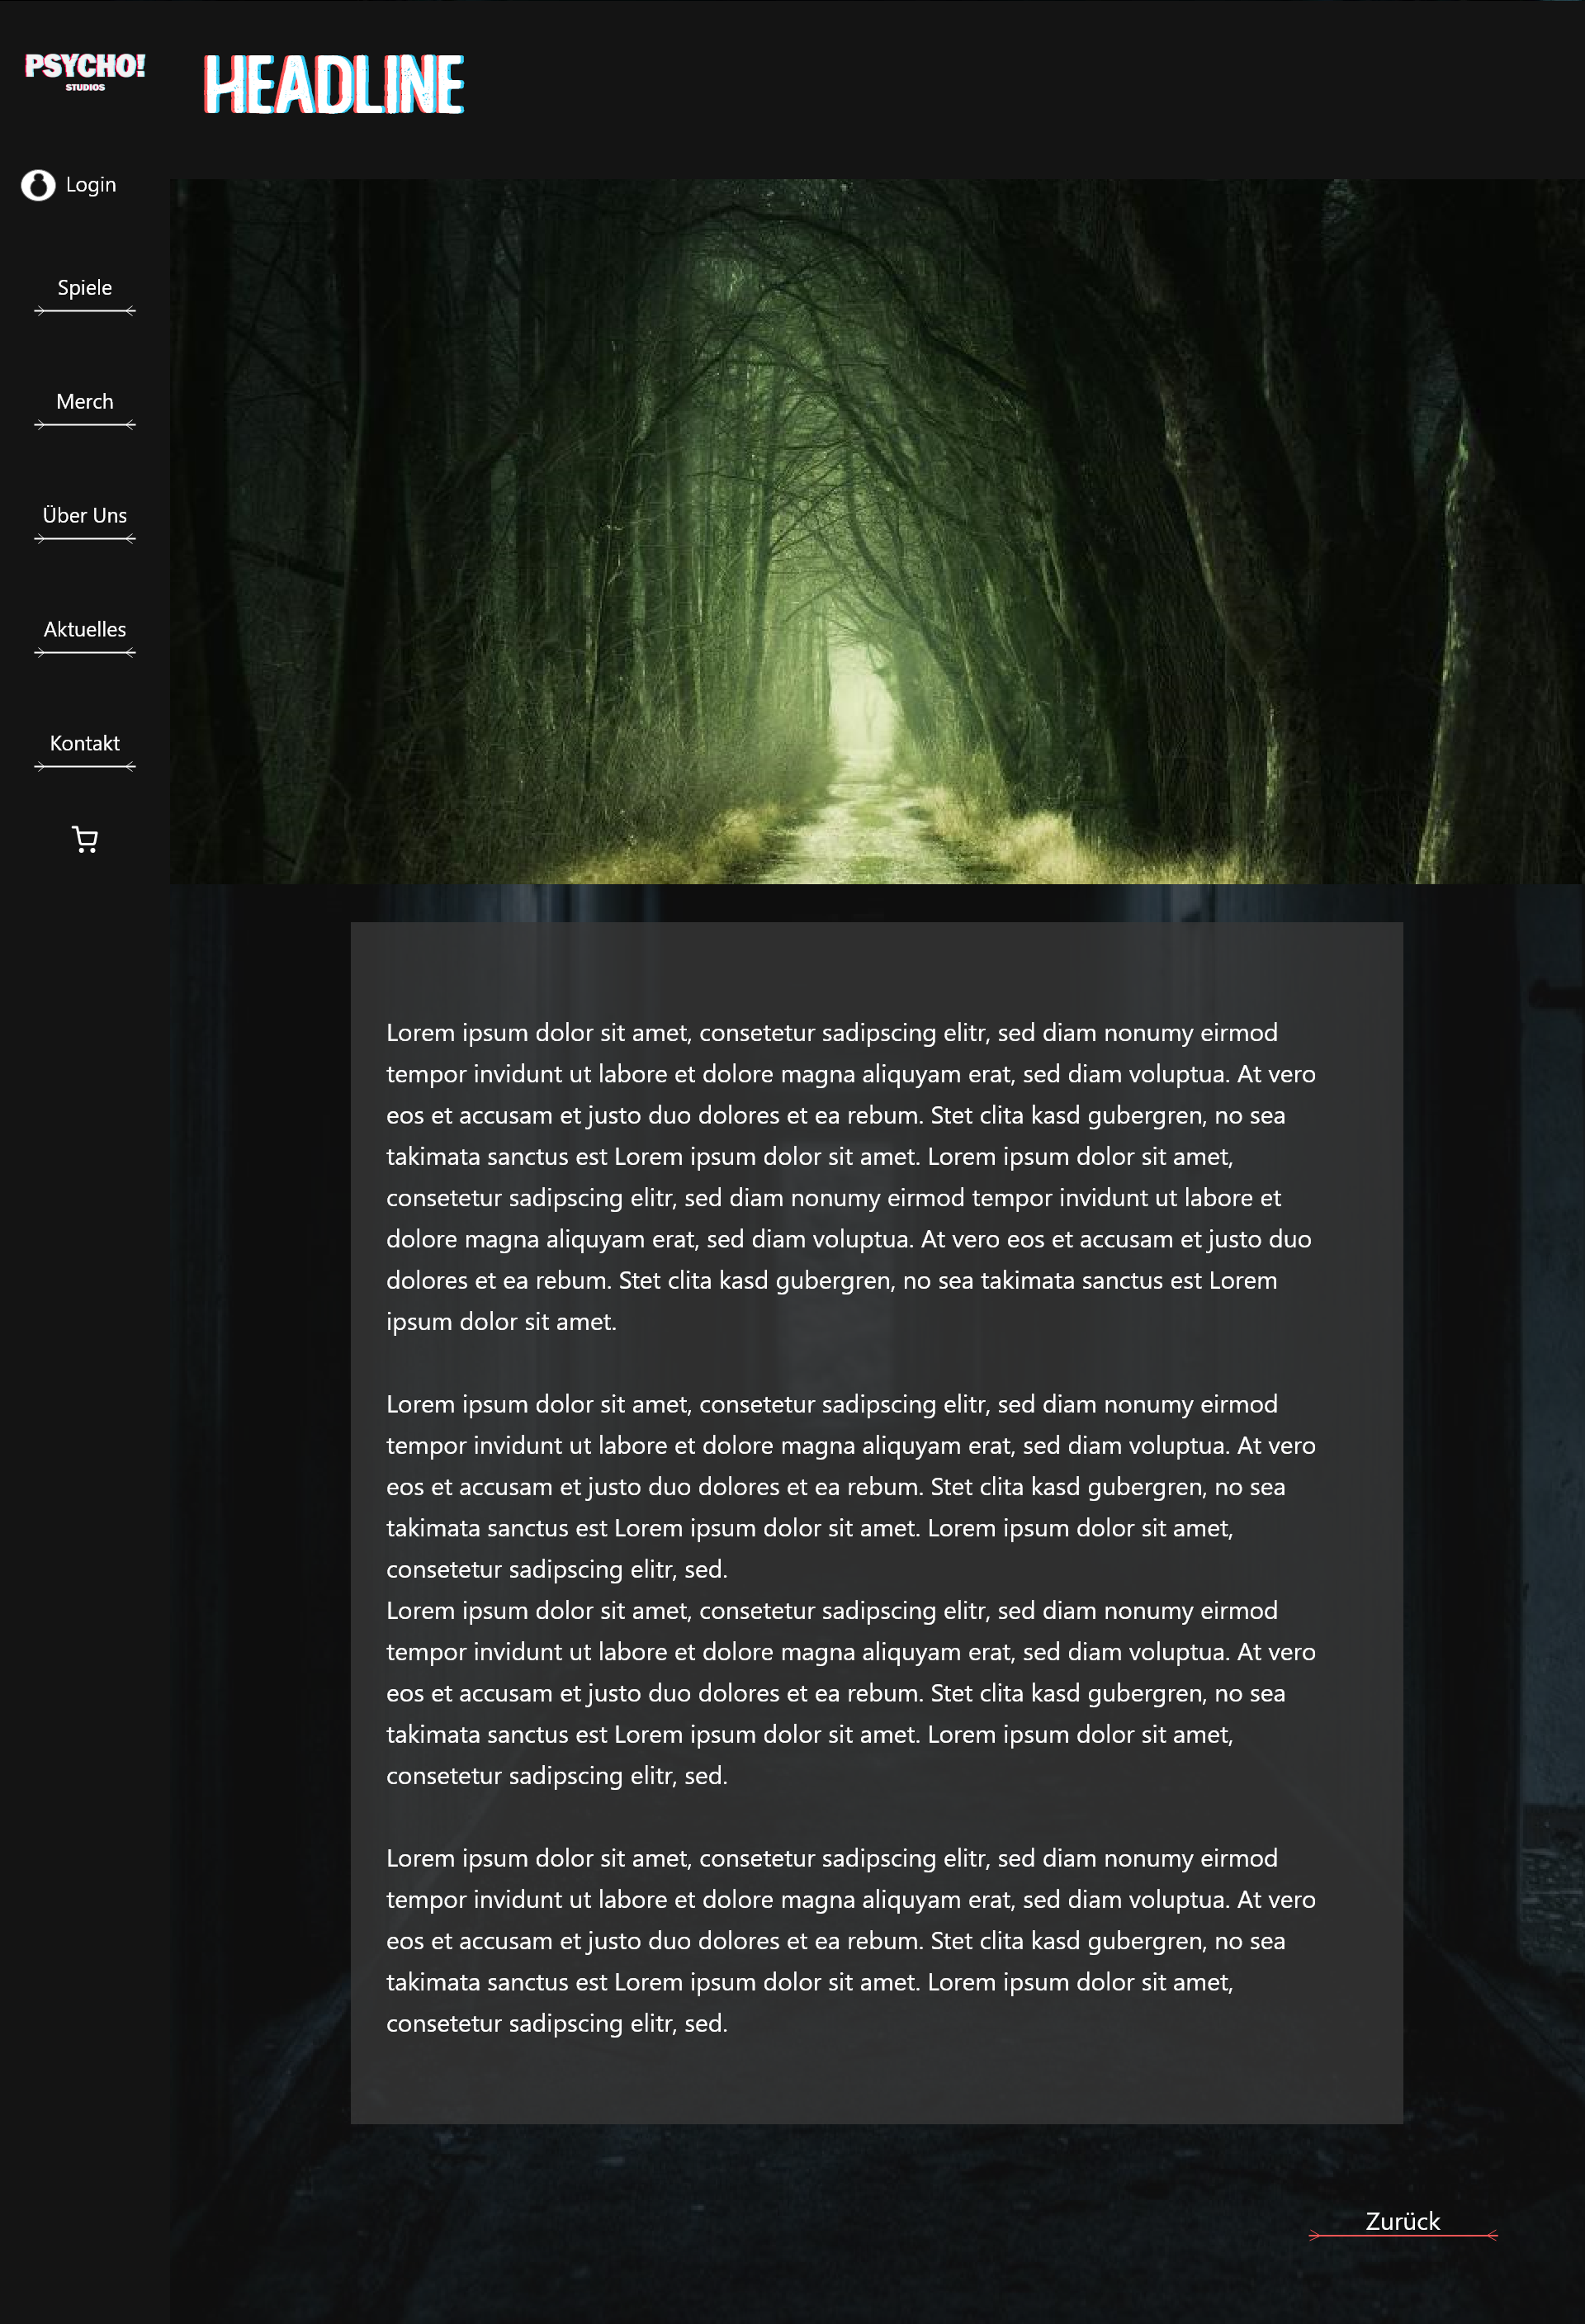 PSYCHO!
STUDIOS
HEADLINE
Login
Spiele
Merch
Über Uns
Aktuelles
Kontakt
Lorem ipsum dolor sit amet, consetetur sadipscing elitr, sed diam nonumy eirmod
tempor invidunt ut labore et dolore magna aliquyam erat, sed diam voluptua. At vero
eos et accusam et justo duo dolores et ea rebum. Stet clita kasd gubergren, no sea
takimata sanctus est Lorem ipsum dolor sit amet. Lorem ipsum dolor sit amet,
consetetur sadipscing elitr, sed diam nonumy eirmod tempor invidunt ut labore et
dolore magna aliquyam erat, sed diam voluptua. At vero eos et accusam et justo duo
dolores et ea rebum. Stet clita kasd gubergren, no sea takimata sanctus est Lorem
ipsum dolor sit amet.
Lorem ipsum dolor sit amet, consetetur sadipscing elitr, sed diam nonumy eirmod
tempor invidunt ut labore et dolore magna aliquyam erat, sed diam voluptua. At vero
eos et accusam et justo duo dolores et ea rebum. Stet clita kasd gubergren, no sea
takimata sanctus est Lorem ipsum dolor sit amet. Lorem ipsum dolor sit amet,
consetetur sadipscing elitr, sed.
Lorem ipsum dolor sit amet, consetetur sadipscing elitr, sed diam nonumy eirmod
tempor invidunt ut labore et dolore magna aliquyam erat, sed diam voluptua. At vero
eos et accusam et justo duo dolores et ea rebum. Stet clita kasd gubergren, no sea
takimata sanctus est Lorem ipsum dolor sit amet. Lorem ipsum dolor sit amet,
consetetur sadipscing elitr, sed.
Lorem ipsum dolor sit amet, consetetur sadipscing elitr, sed diam nonumy eirmod
tempor invidunt ut labore et dolore magna aliquyam erat, sed diam voluptua. At vero
eos et accusam et justo duo dolores et ea rebum. Stet clita kasd gubergren, no sea
takimata sanctus est Lorem ipsum dolor sit amet. Lorem ipsum dolor sit amet,
consetetur sadipscing elitr, sed.
Zurück